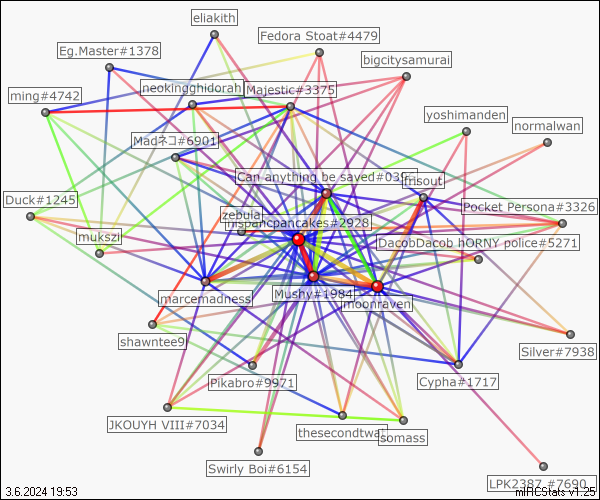 eliakith
Fedora Stoat#4479
Eg.Master#1378
bigcitysamurai
neokingghidorah
Majestic#3375
ming#4742
yoshimanden
normalwan
Madネコ#6901
Can anything be saved#03
frisout
Duck#1245
zebula
Pocket Persona#3326
hispanicpancakes#2928
mukszi
DacobDacob hORNY police#5271
marcemadness
Mushy#1984
jmoonraven
shawntee9
Silver#7938
Pikabro#9971
Cypha#1717
JKOUYH VIII#7034
thesecondtwai
somass
Swirly Boi#6154
LPK2387 #7690
3.6.2024 19:53
mIRCStats v1.25